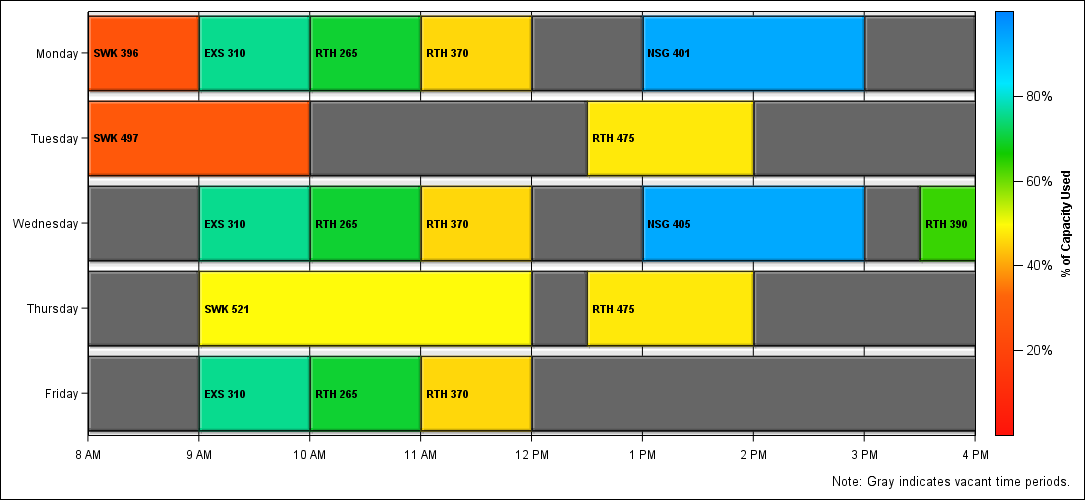 Monday
SWK 396
EXS 310
RTH 265
RTH 370
NSG 401
Tuesday
SWK 497
RTH 475
Wednesday
EXS 310
RTH 265
RTH 370
NSG 405
RTH 390
Thursday
SWK 521
RTH 475
Friday
EXS 310
RTH 265
RTH 370
8 AM
9 AM
10 AM
11 AM
12 PM
1 PM
2 PM
3 PM
4 PM
80%
60%
40%
20%
% of Capacity Used
Note: Gray indicates vacant time periods.